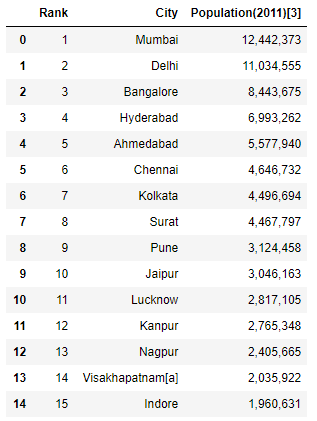 Rank City Population(2011)[3]
0 1 Mumbai 12,442,373
1 2 Delhi 11,034,555
2 3 Bangalore 8,443,675
3 4 Hyderabad 6,993,262
4 5 Ahmedabad 5,577,940
5 6 Chennai 4,646,732
6 7 Kolkata 4,496,694
7 8 Surat 4,467,797
8 9 Pune 3,124,458
9 10 Jaipur 3,046,163
10 11 Lucknow 2,817,105
11 12 Kanpur 2,765,348
12 13 Nagpur 2,405,665
13 14 Visakhapatnam[a] 2,035,922
14 15 Indore 1,960,631